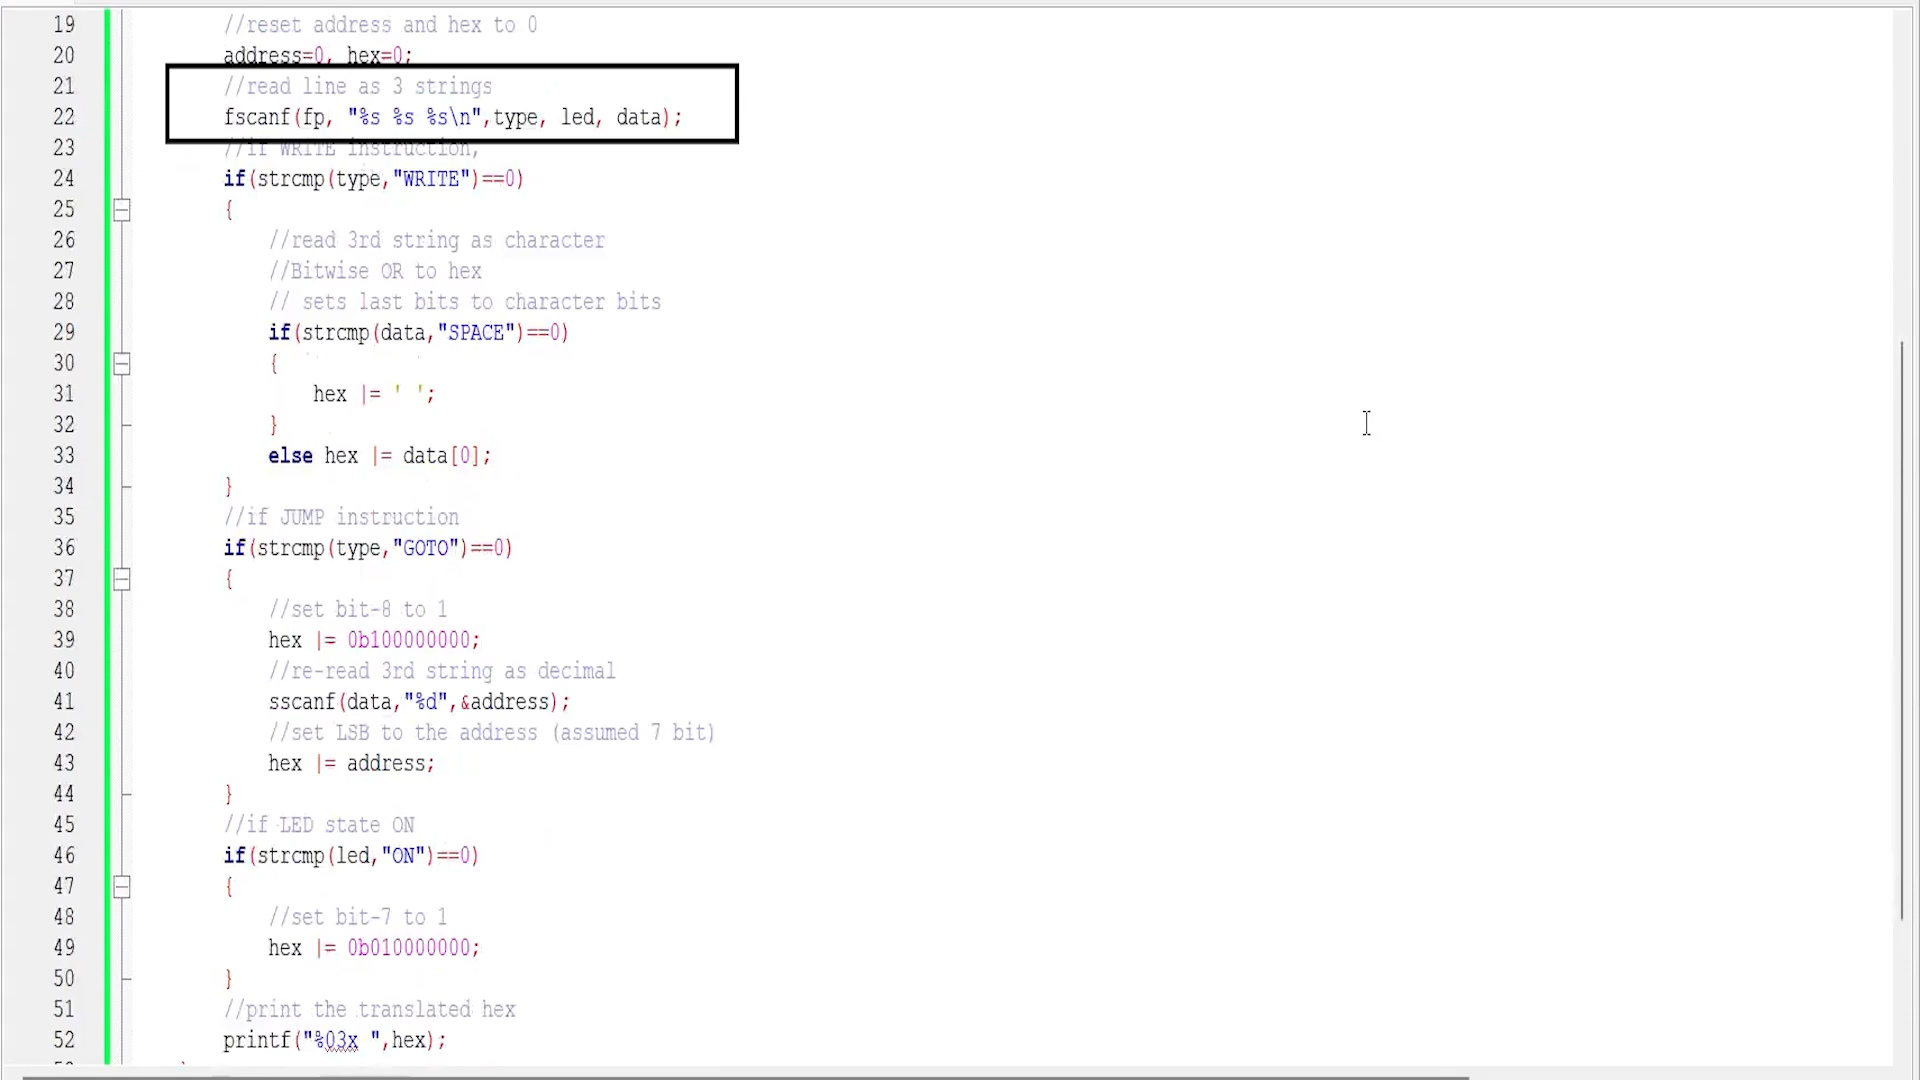 19 //reset address and hex to 0
20 address=0, hex=0;
21 //read line as 3 strings
22 fscanf(fp, "%s %s %s\n",type, led, data);
23 //if WRITE instruction,
24 if(strcmp(type,"WRITE")==0)
25 {
26 //read 3rd string as character
27 //Bitwise OR to hex
28 // sets last bits to character bits
29 if(strcmp(data,"SPACE")==0)
30 {
31 hex |= ' ';
32 }
33 else hex |= data[0];
34 }
35 //if JUMP instruction
36 if(strcmp(type,"GOTO")==0)
37 {
38 //set bit-8 to 1
39 hex |= 0b100000000;
40 //re-read 3rd string as decimal
41 sscanf(data,"%d",&address);
42 //set LSB to the address (assumed 7 bit)
43 hex |= address;
44 }
45 //if LED state ON
46 if(strcmp(led,"ON")==0)
47 {
48 //set bit-7 to 1
49 hex |= 0b010000000;
50 }
51 //print the translated hex
52 printf("%03x ",hex);